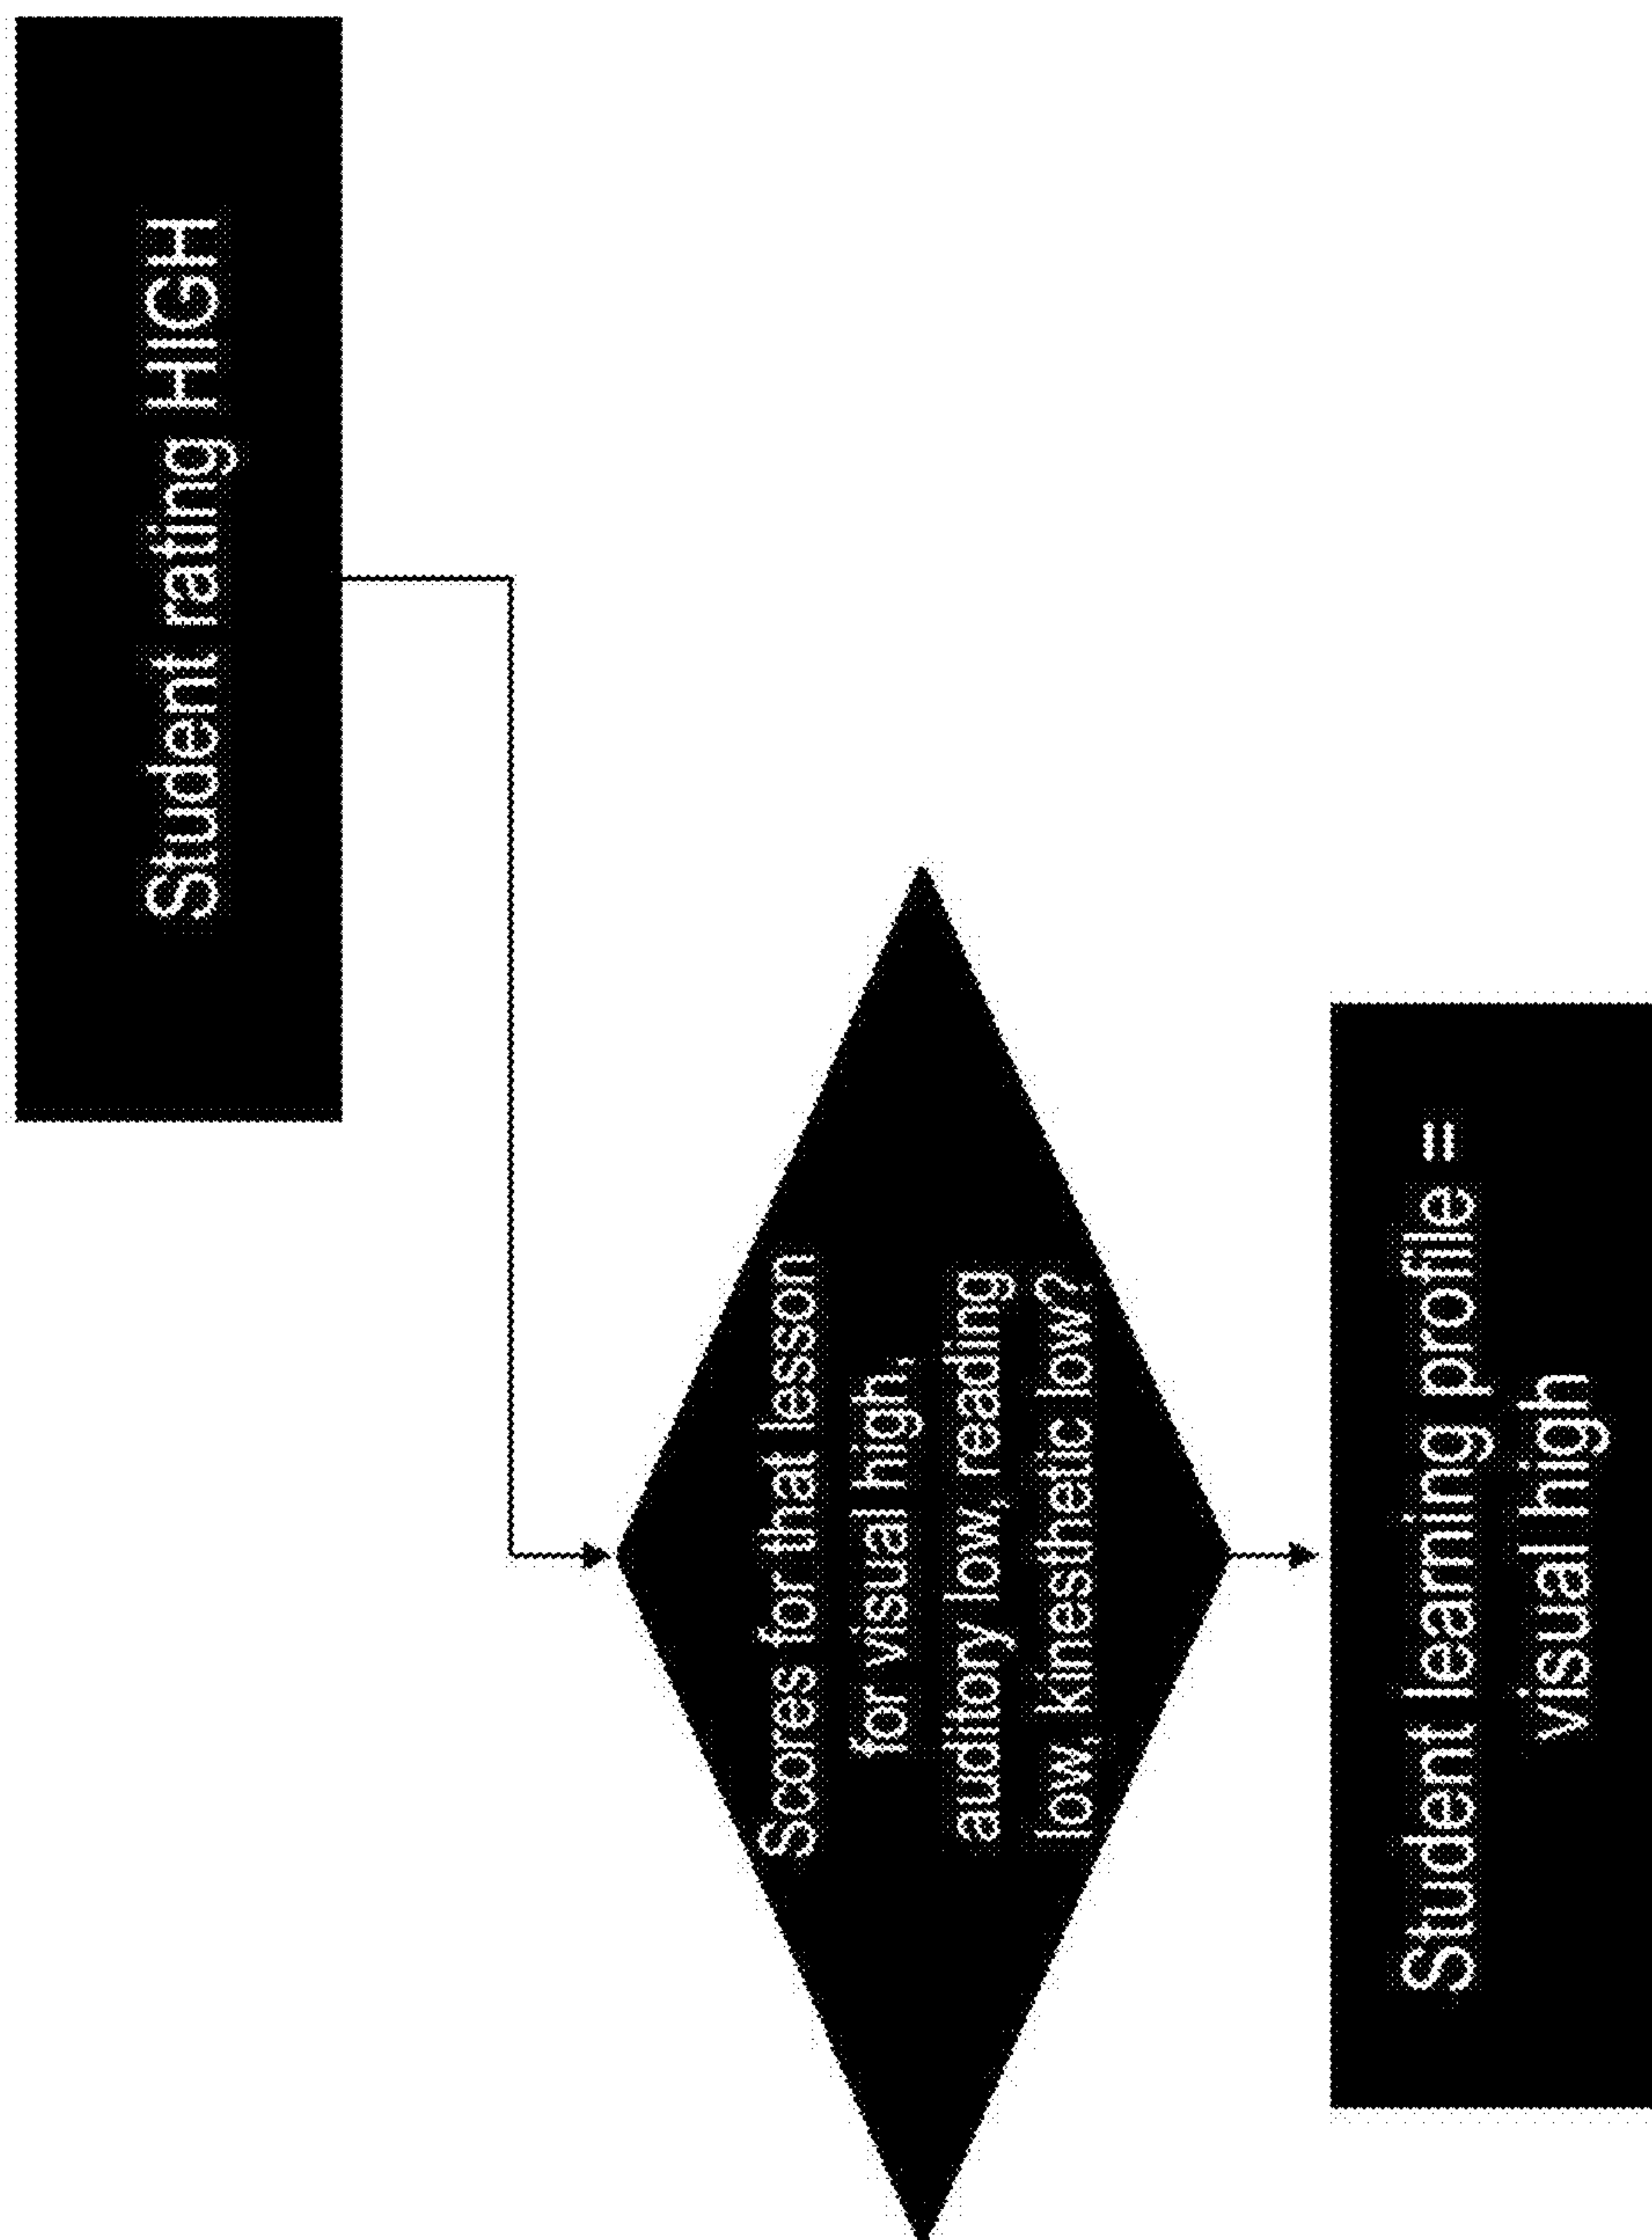 Student rating HIGH
Scores for that lesson
for visual high,
auditory low, reading
low, kinesthetic low?
Student learning profile =
visual high